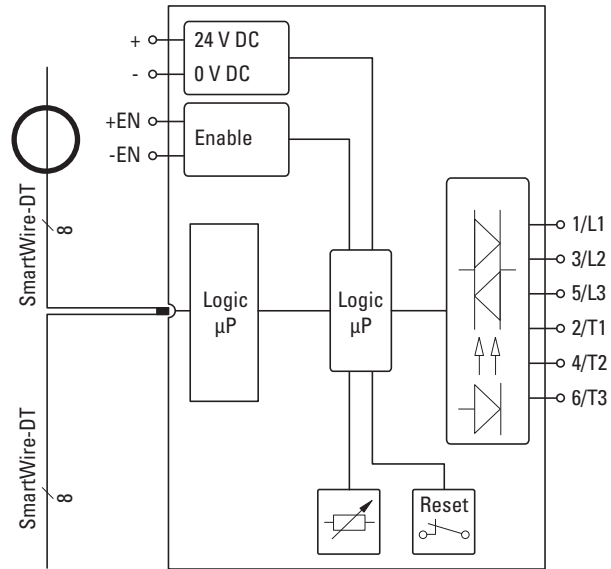 +
24 V DC
-
0 V DC
+EN
-EN
Enable
SmartWire-DT
8
Logic
µP
Logic
µP
1/L1
3/L2
5/L3
2/T1
4/T2
6/T3
SmartWire-DT
8
Reset